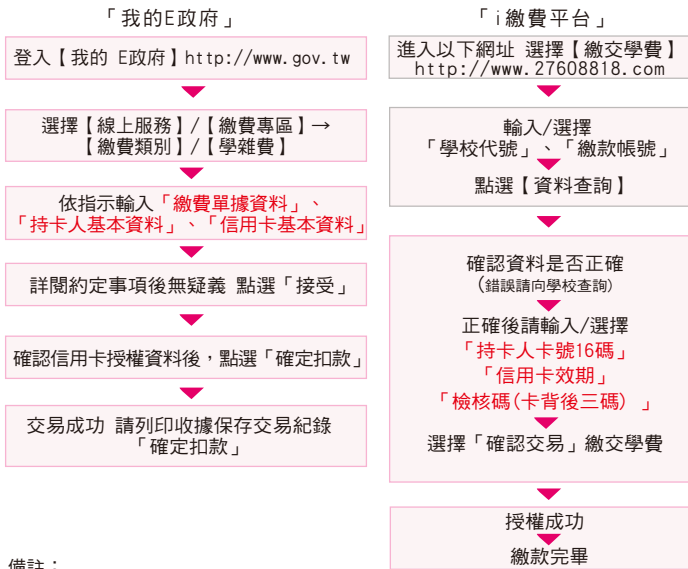 「我的E政府」
登入【我的 E政府】http://www.gov.tw
選擇【線上服務】/【繳費專區】→
【繳費類別】/【學雜費】
依指示輸入「繳費單據資料」、
「持卡人基本資料」、「信用卡基本資料」
詳閱約定事項後無疑義 點選「接受」
確認信用卡授權資料後，點選「確定扣款」
交易成功 請列印收據保存交易紀錄
「確定扣款」
備註：
「i繳費平台」
進入以下網址 選擇【繳交學費】
http://www.27608818.com
輸入/選擇
「學校代號」、「繳款帳號」
點選【資料查詢】
確認資料是否正確
(錯誤請向學校查詢)
正確後請輸入/選擇
「持卡人卡號16碼」
「信用卡效期」
「檢核碼(卡背後三碼) 」
選擇「確認交易」繳交學費
授權成功
繳款完畢